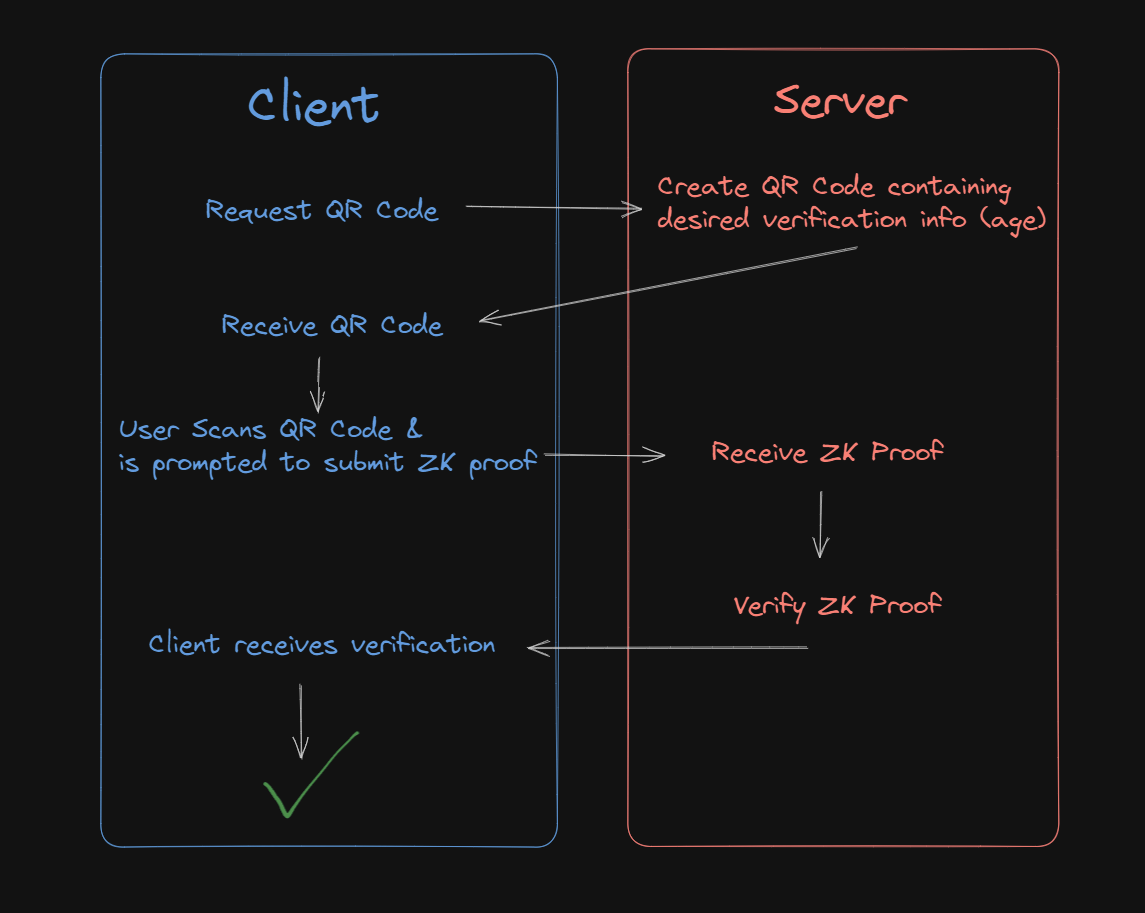 Client
Server
Request QR Code
Create QR Code containing
desired verification info (age)
Receive QR Code
User Scans QR Code &
is prompted to submit ZK proof
Receive ZK Proof
Verify ZK Proof
Client receives verification